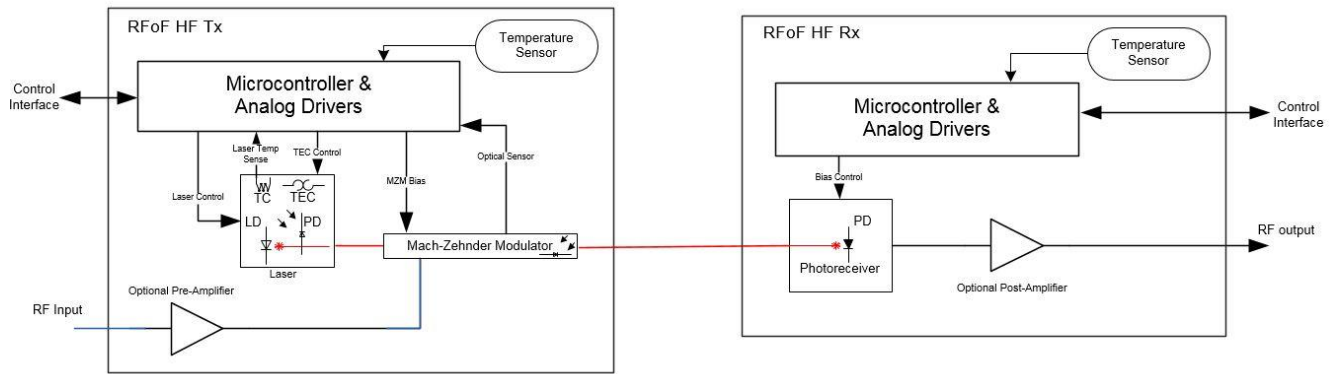 RFoF HF Tx
Temperature
Sensor
Microcontroller &
Analog Drivers
Control
Interface
Laser Temp
Sense
TEC Control
Optical Sensor
Laser Control
MZM Bias
TC
TEC
LD
PD
Laser
Mach-Zehnder Modulator
Optional Pre-Amplifier
RF Input
RFoF HF Rx
Temperature
Sensor
Microcontroller &
Analog Drivers
Control
Interface
Bias Control
PD
Photoreceiver
Optional Post-Amplifier
RF output